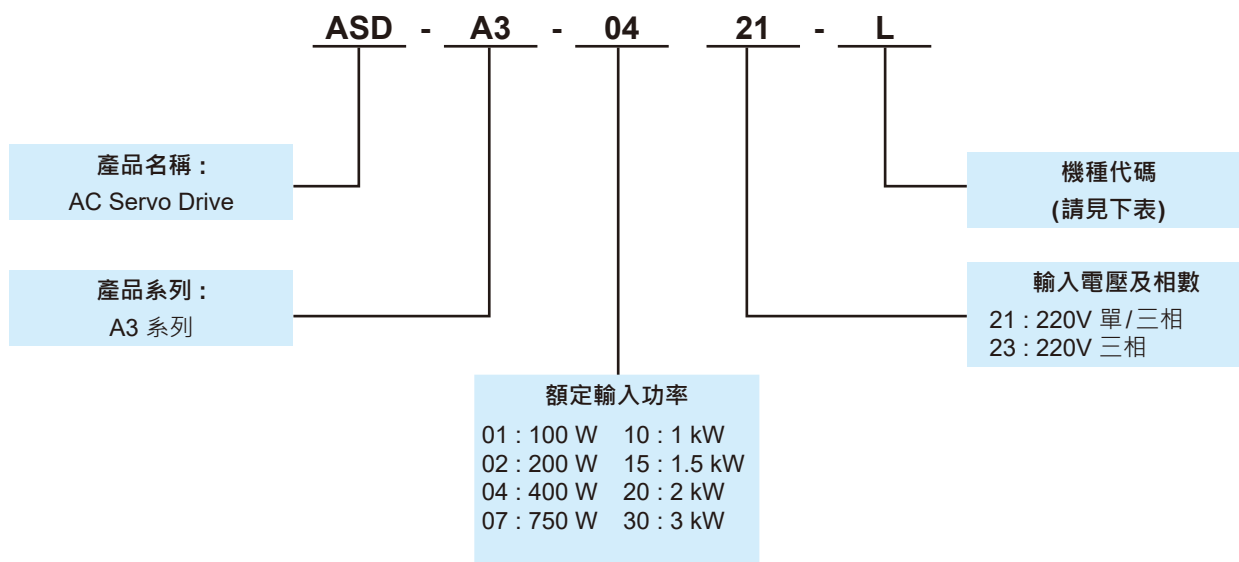 ASD - A3 - 04 21 - L
產品名稱：
AC Servo Drive
產品系列：
A3 系列
額定輸入功率
01 : 100 W 10 : 1 kW
02 : 200 W 15 : 1.5 kW
04 : 400 W 20 : 2 kW
07 : 750 W 30 : 3 kW
機種代碼
(請見下表)
輸入電壓及相數
21 : 220V 單/三相
23 : 220V 三相